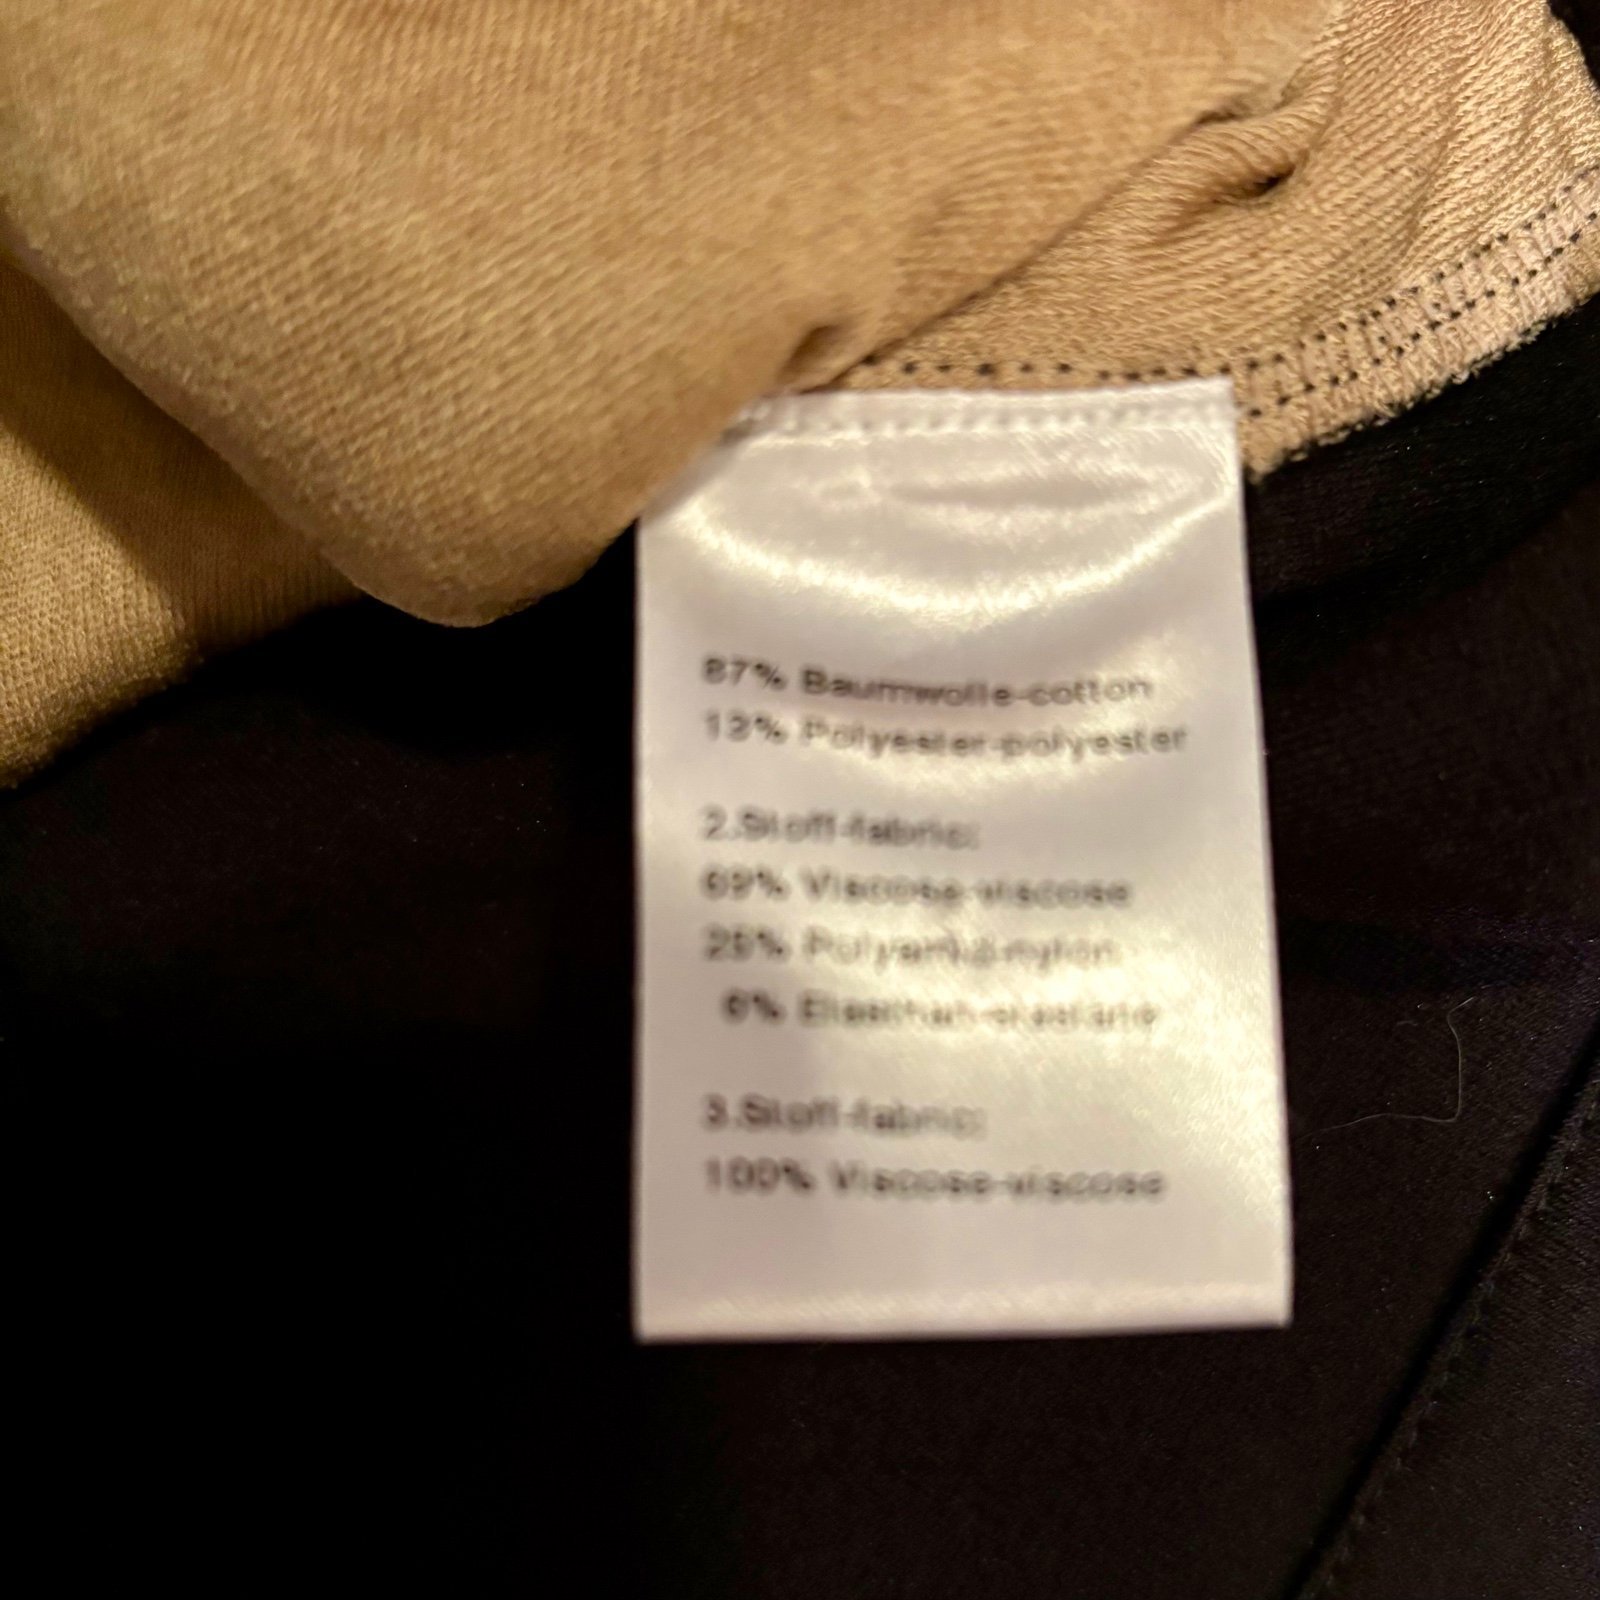 87% Baumwolle-cotton
13% Polyester-polyester
2.Stoff-fabric:
69% Viscose-viscose
25% Polyamid-nylon
6% Elasthan-elastane
3.Stoff-fabric:
100% Viscose-viscose